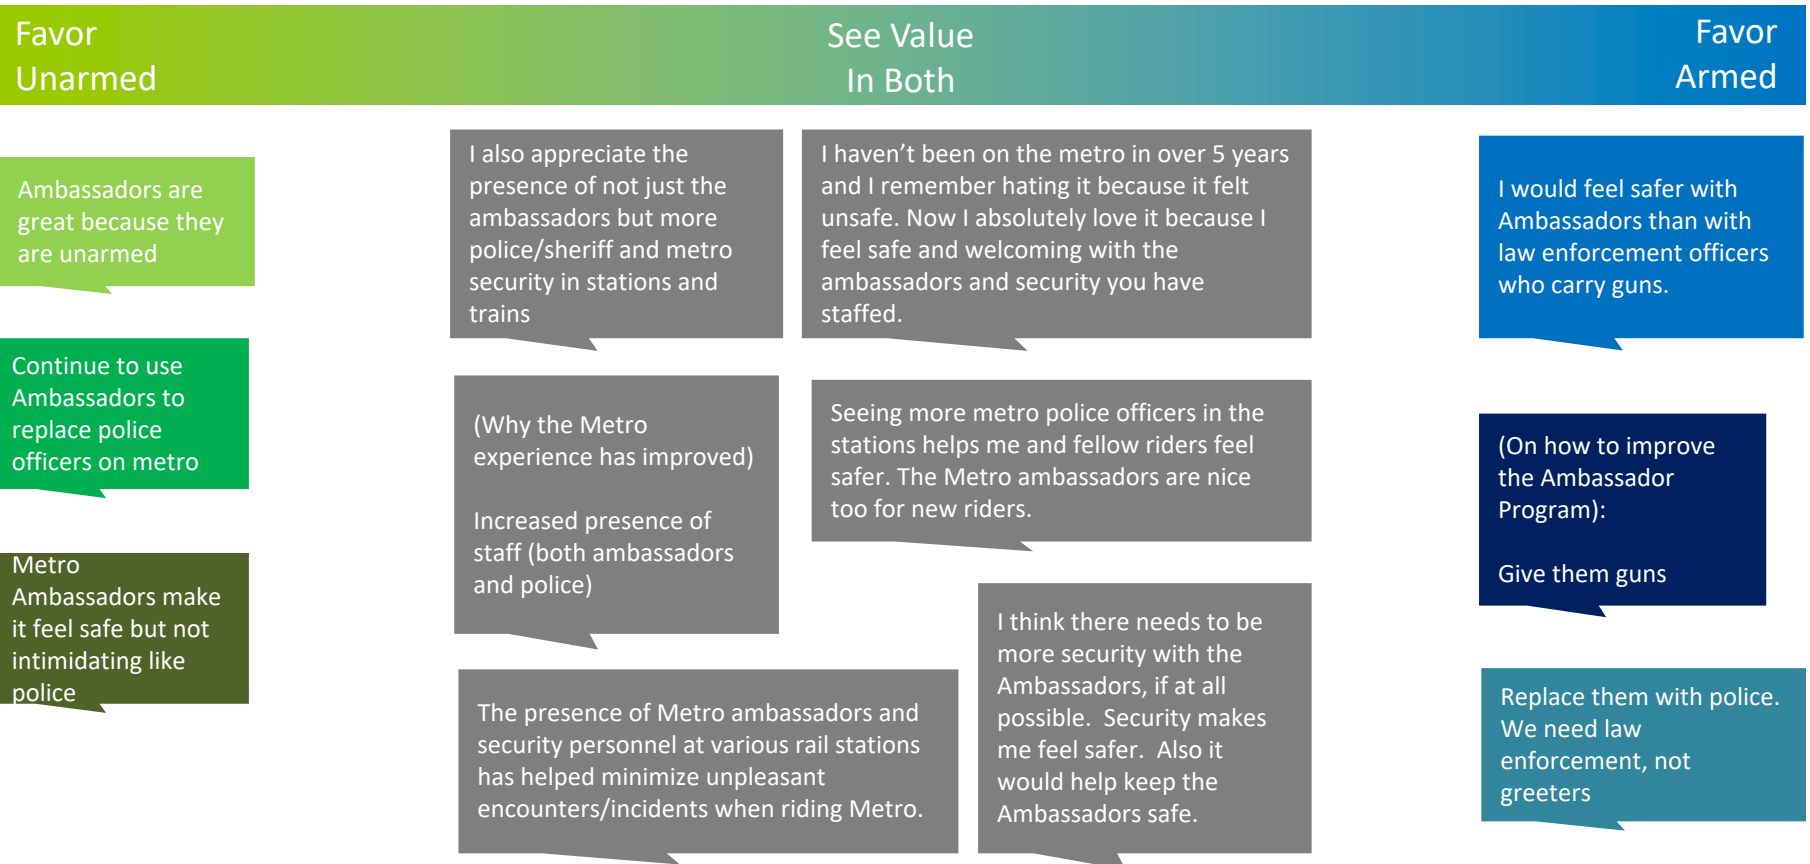 Favor
Unarmed
See Value
In Both
Favor
Armed
Ambassadors are
great because they
are unarmed
Continue to use
Ambassadors to
replace police
officers on metro
Metro
Ambassadors make
it feel safe but not
intimidating like
police
I also appreciate the
presence of not just the
ambassadors but more
police/sheriff and metro
security in stations and
trains
I haven’t been on the metro in over 5 years
and I remember hating it because it felt
unsafe. Now I absolutely love it because I
feel safe and welcoming with the
ambassadors and security you have
staffed.
(Why the Metro
experience has improved)
Increased presence of
staff (both ambassadors
and police)
Seeing more metro police officers in the
stations helps me and fellow riders feel
safer. The Metro ambassadors are nice
too for new riders.
The presence of Metro ambassadors and
security personnel at various rail stations
has helped minimize unpleasant
encounters/incidents when riding Metro.
I think there needs to be
more security with the
Ambassadors, if at all
possible.  Security makes
me feel safer.  Also it
would help keep the
Ambassadors safe.
I would feel safer with
Ambassadors than with
law enforcement officers
who carry guns.
(On how to improve
the Ambassador
Program):
Give them guns
Replace them with police.
We need law
enforcement, not
greeters